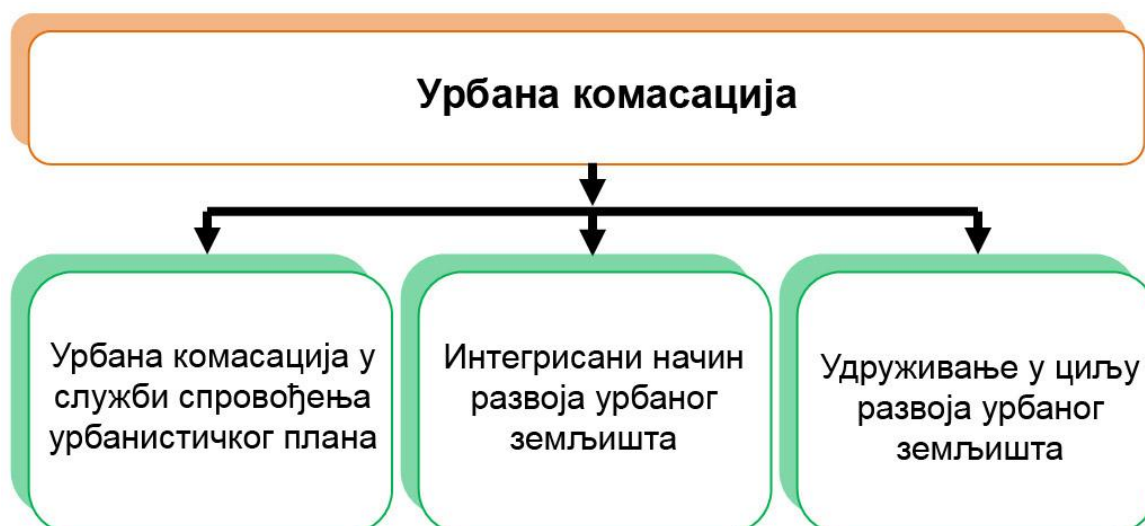 Урбана комасација
Урбана комасација у
служби спровођења
урбанистичког плана
Интегрисани начин
развоја урбаног
земљишта
Удруживање у циљу
развоја урбаног
земљишта